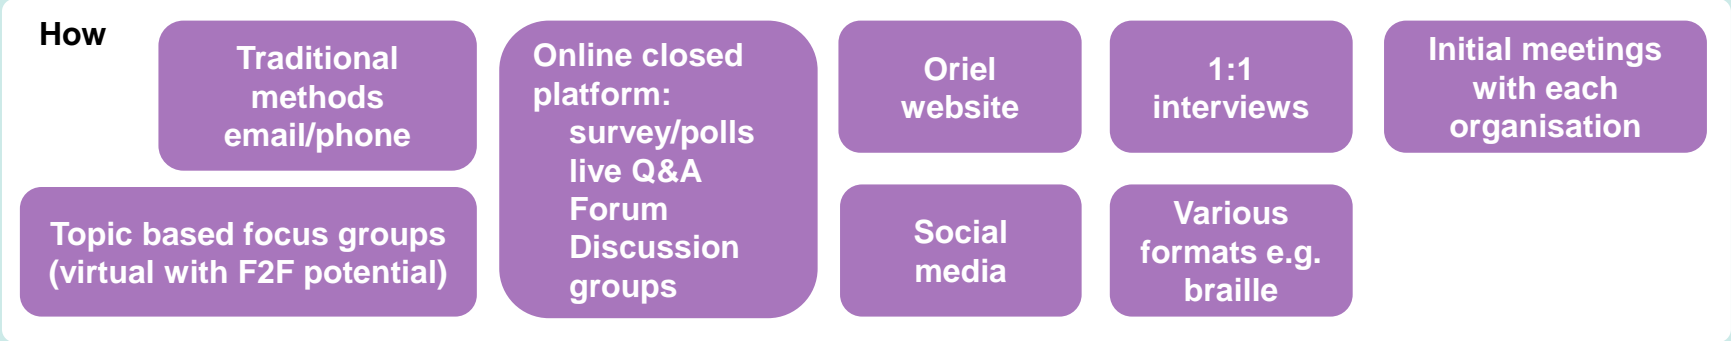 How
Traditional
methods
email/phone
Topic based focus groups
(virtual with F2F potential)
Online closed
platform:
survey/polls
live Q&A
Forum
Discussion
groups
Oriel
website
Social
media
1:1
interviews
Various
formats e.g.
braille
Initial meetings
with each
organisation